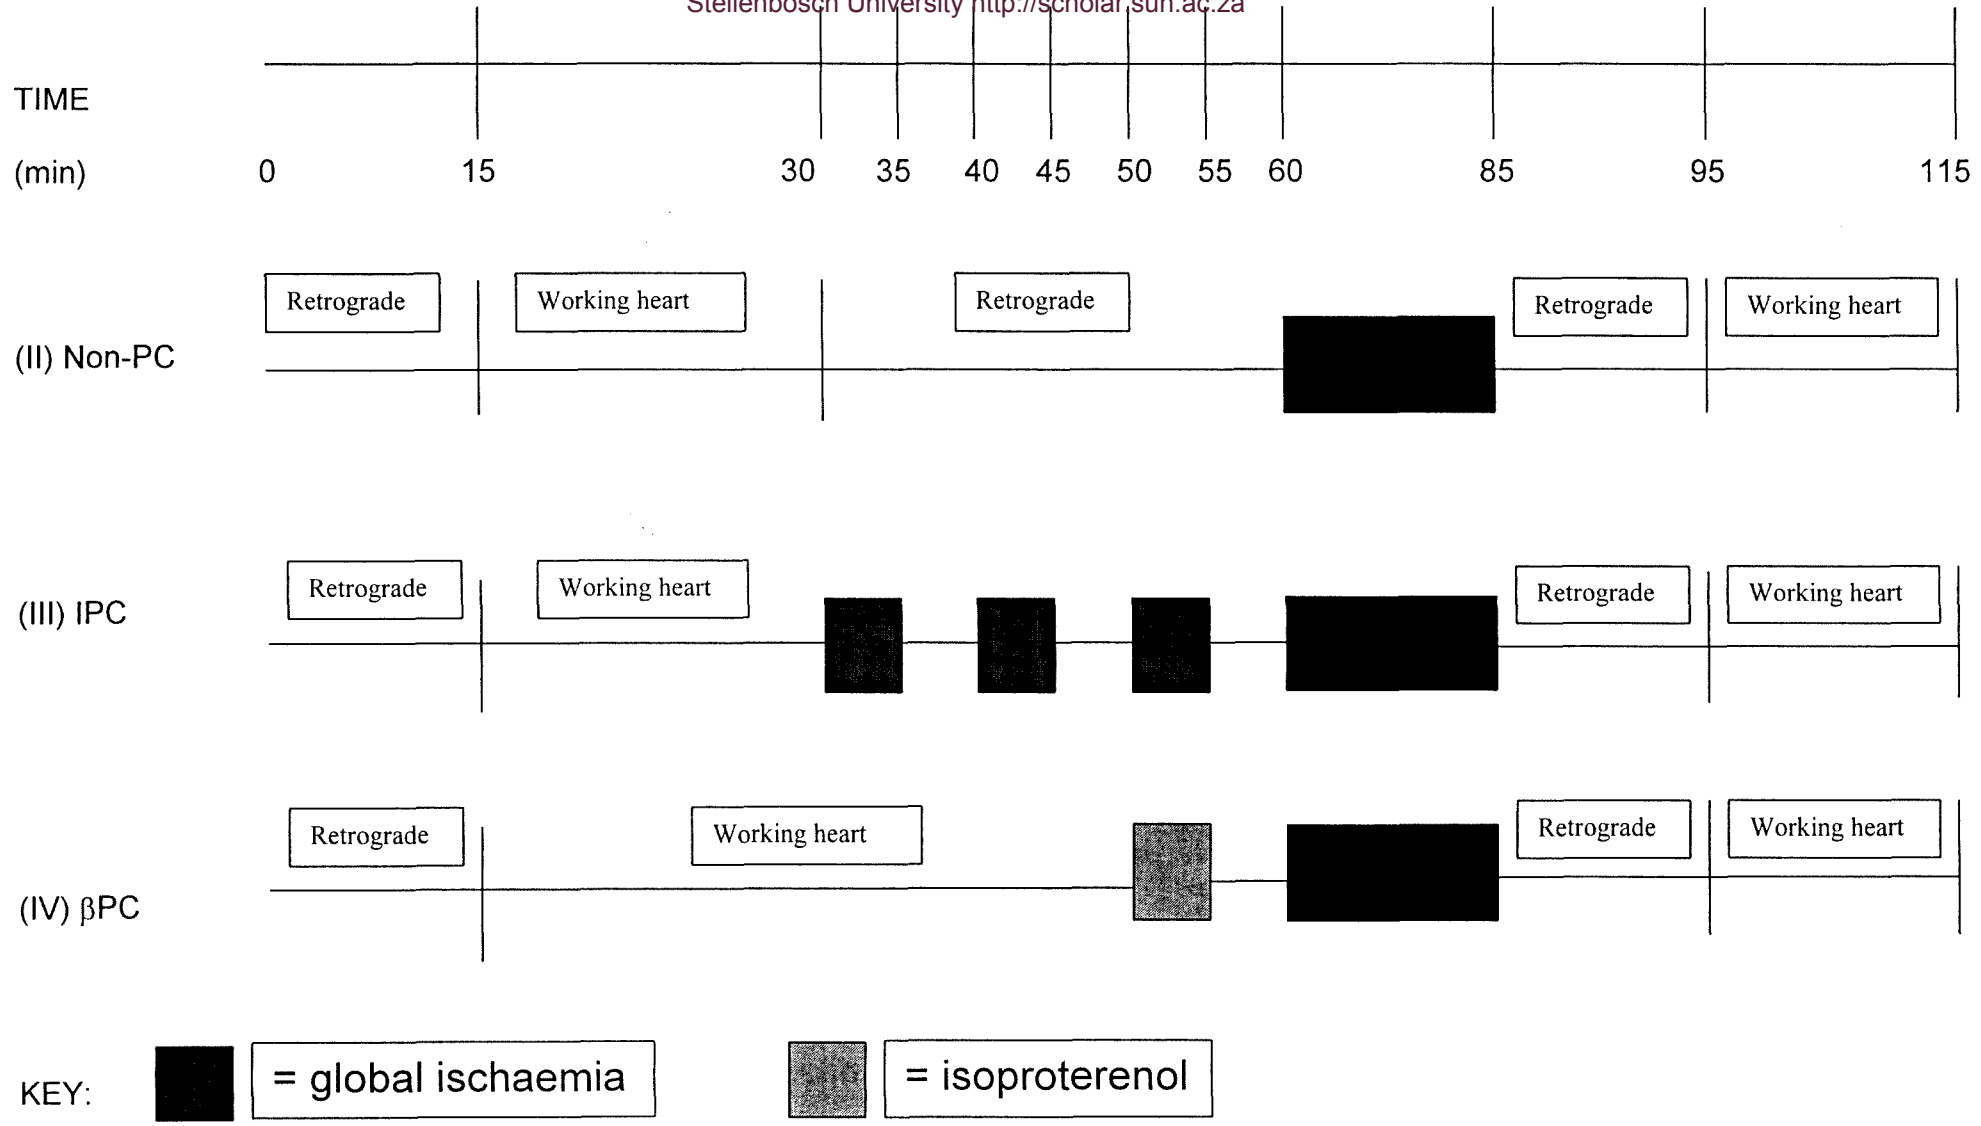 Stellenbosch University http://scholar.sun.ac.za
TIME
(min) 0 15 30 35 40 45 50 55 60 85 95 115
Retrograde Working heart Retrograde Retrograde Working heart
(II) Non-PC
Retrograde Working heart Retrograde Working heart
(III) IPC
Retrograde Working heart Retrograde Working heart
(IV) βPC
KEY: = global ischaemia = isoproterenol